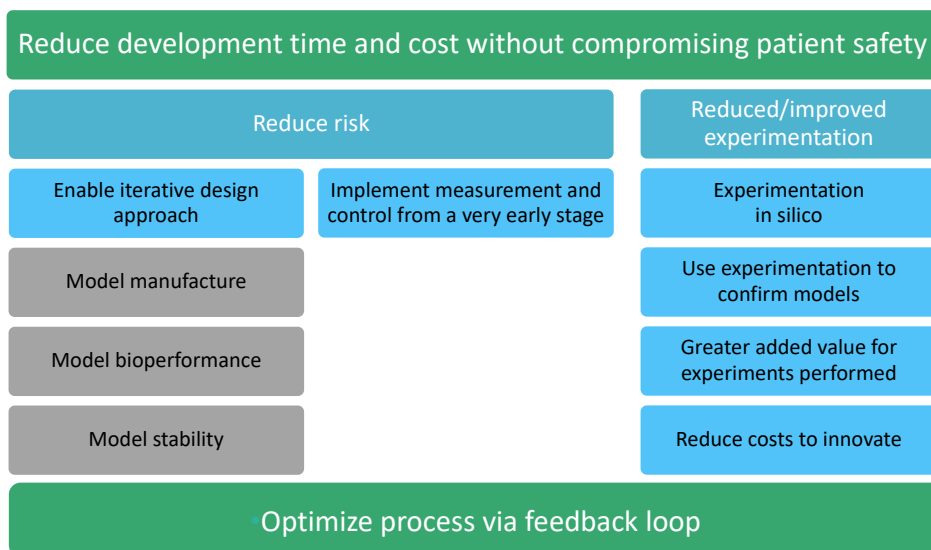 Reduce development time and cost without compromising patient safety
Reduce risk
Reduced/improved
experimentation
Enable iterative design
approach
Implement measurement and
control from a very early stage
Experimentation
in silico
Model manufacture
Use experimentation to
confirm models
Model bioperformance
Greater added value for
experiments performed
Model stability
Reduce costs to innovate
•Optimize process via feedback loop